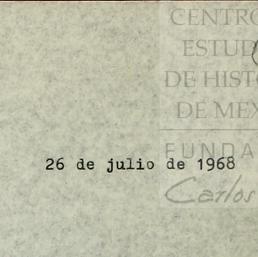 CENTRO
ESTUD
DE HISTO
DE MEX
FUNDA
Carlos
26 de julio de 1968